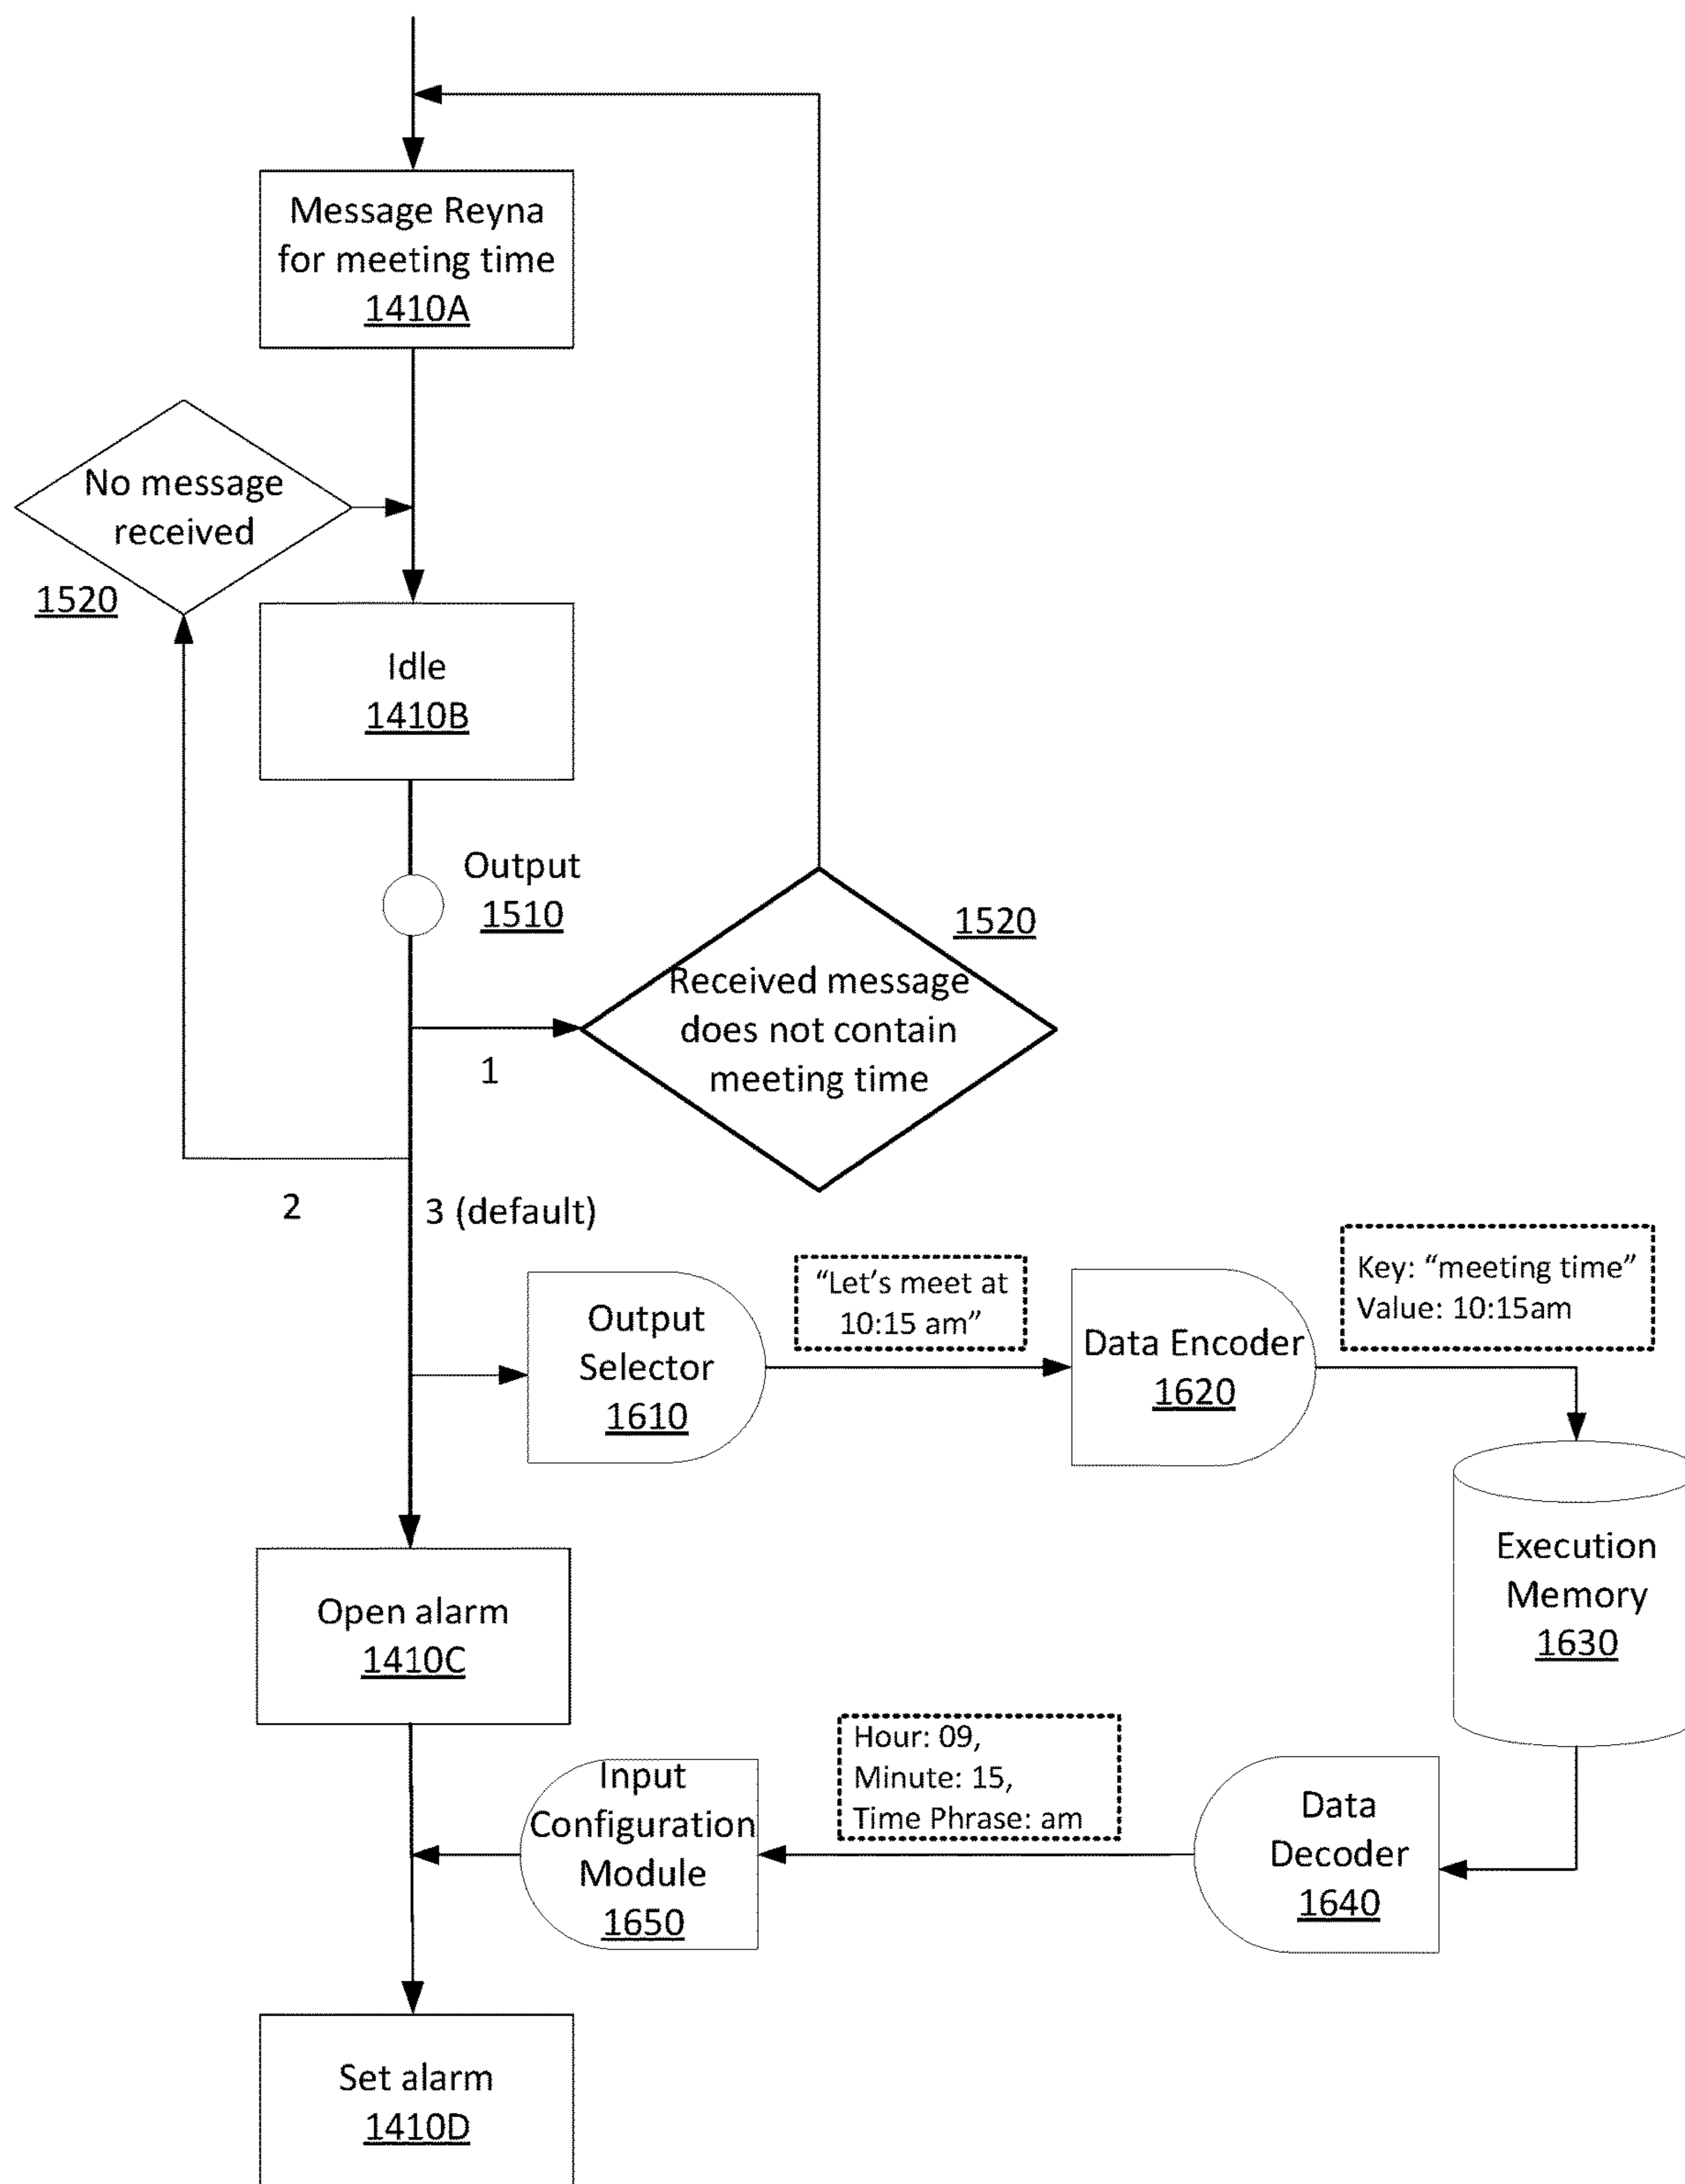 Message Reyna
for meeting time
1410A
No message
received
1520
Idle
1410B
Output
1510
1520
Received message
does not contain
meeting time
1
2
3 (default)
Output
Selector
1610
“Let’s meet at
10:15 am”
Data Encoder
1620
Key: “meeting time”
Value: 10:15am
Execution
Memory
1630
Open alarm
1410C
Hour: 09,
Minute: 15,
Time Phrase: am
Input
Configuration
Module
1650
Data
Decoder
1640
Set alarm
1410D